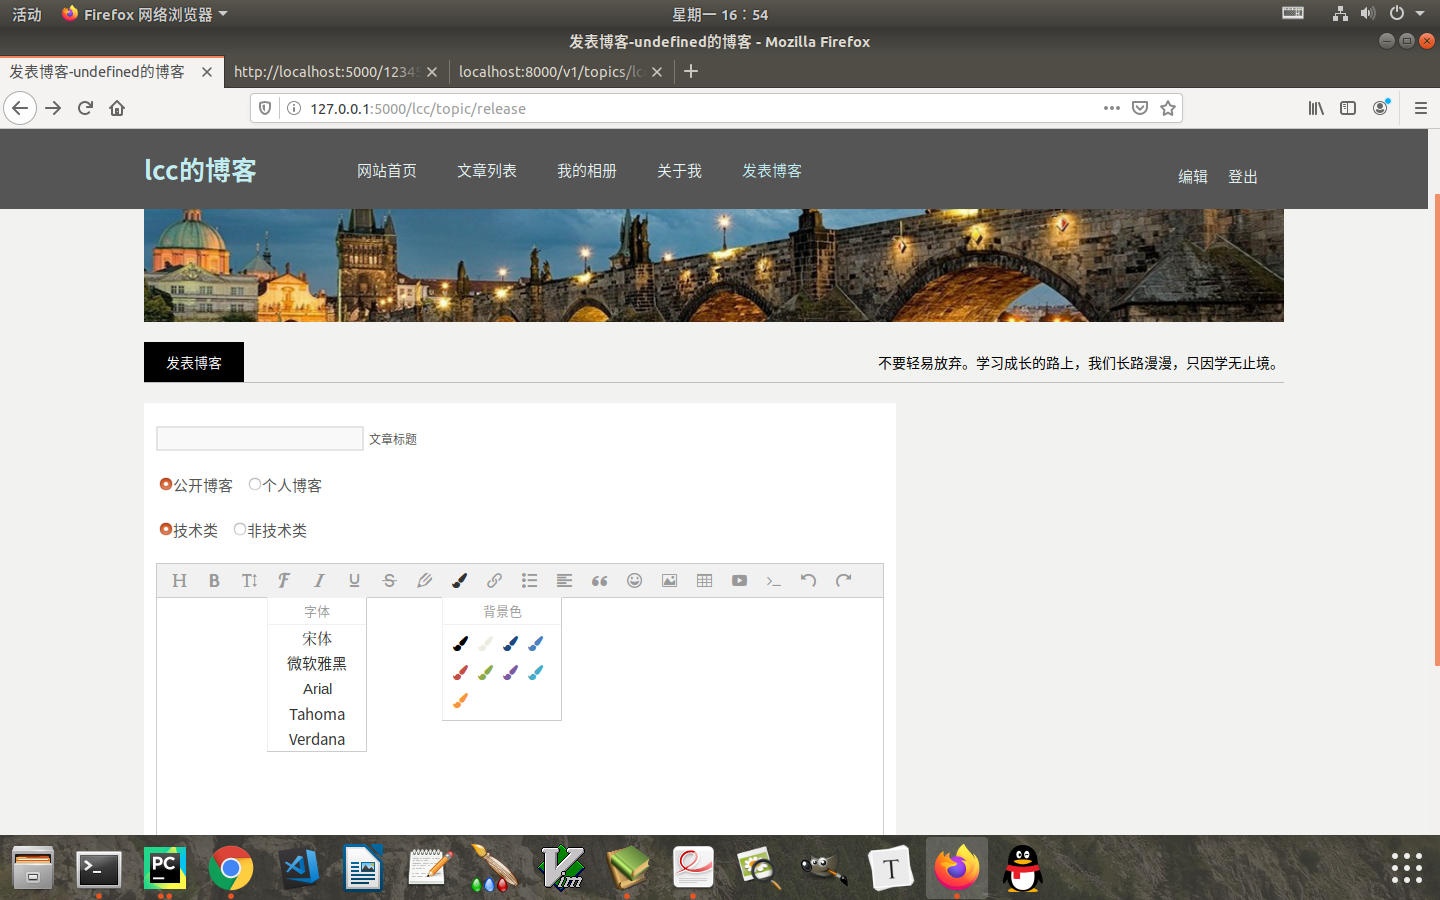 活动
Firefox 网络浏览器
星期一 16：54
发表博客-undefined的博客 - Mozilla Firefox
发表博客-undefined的博客
http://localhost:5000/12345
localhost:8000/v1/topics/lc
127.0.0.1:5000/lcc/topic/release
lcc的博客
网站首页
文章列表
我的相册
关于我
发表博客
编辑
登出
发表博客
不要轻易放弃。学习成长的路上，我们长路漫漫，只因学无止境。
文章标题
公开博客
个人博客
技术类
非技术类
字体
背景色
宋体
微软雅黑
Arial
Tahoma
Verdana